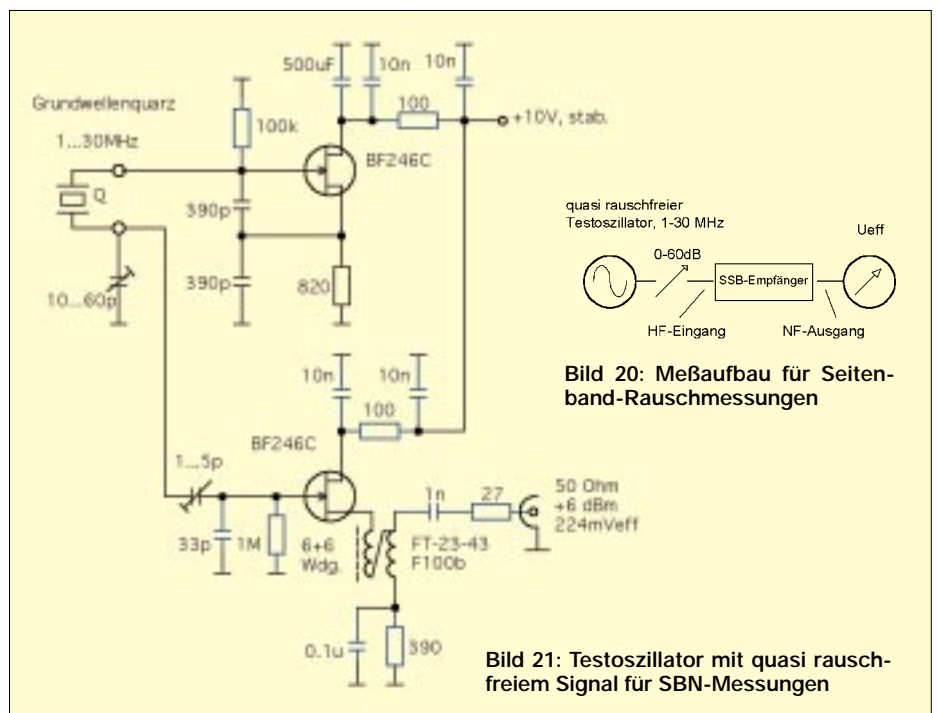 500uF
10n
10n
Grundwellenquarz
1...30MHz
100k
100
+10V, stab.
BF246C
Q
390p
10...60p
390p
820
quasi rauschfreier
Testoszillator, 1-30 MHz
Ueff
0-60dB
SSB-Empfänger
HF-Eingang
NF-Ausgang
Bild 20: Meßaufbau für Seiten-
band-Rauschmessungen
10n
10n
100
BF246C
1...5p
33p
1M
6+6
Wdg.
1n
27
50 Ohm
+6 dBm
224mVeff
FT-23-43
F100b
0.1u
390
Bild 21: Testoszillator mit quasi rausch-
freiem Signal für SBN-Messungen